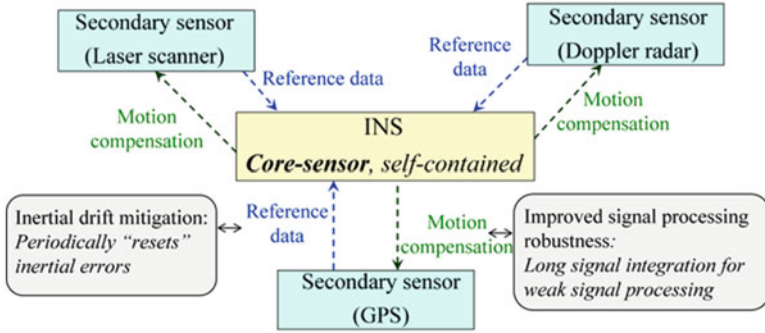 Secondary sensor
(Laser scanner)
Secondary sensor
(Doppler radar)
Reference data
Reference
data
Motion
compensation
Motion
compensation
INS
Core-sensor, self-contained
Inertial drift mitigation:
Periodically “resets”
inertial errors
Reference
data
Motion
compensation
Improved signal processing
robustness:
Long signal integration for
weak signal processing
Secondary sensor
(GPS)